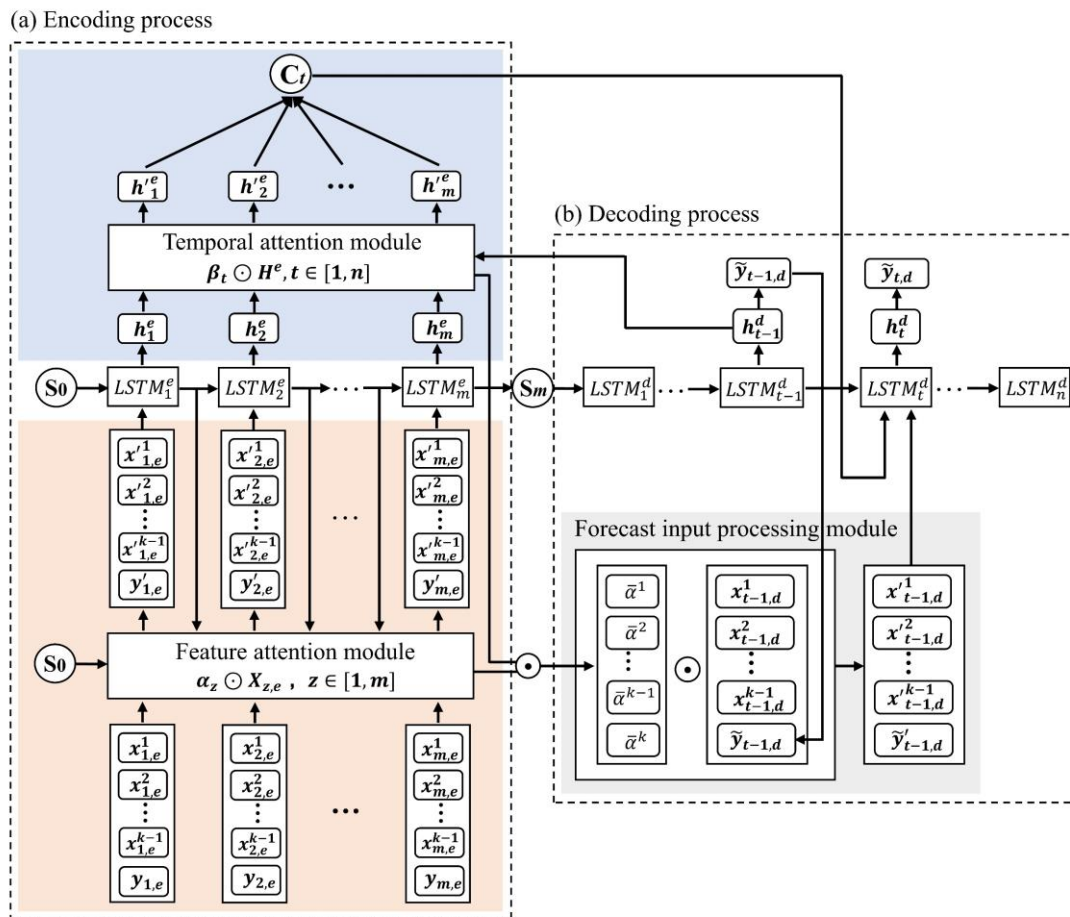 (a) Encoding process
C_t
h'^e_1 h'^e_2 … h'^e_m
Temporal attention module
β_t ⊙ H^e, t ∈ [1, n]
h^e_1 h^e_2 h^e_m
S_0 LSTM^e_1 LSTM^e_2 ⋯ LSTM^e_m S_m
x'^1_{1,e} x'^1_{2,e} x'^1_{m,e}
x'^2_{1,e} x'^2_{2,e} x'^2_{m,e}
⋮ ⋮ … ⋮
x'^{k-1}_{1,e} x'^{k-1}_{2,e} x'^{k-1}_{m,e}
y'_{1,e} y'_{2,e} y'_{m,e}
S_0 Feature attention module
α_z ⊙ X_{z,e} , z ∈ [1, m]
⊙
x^1_{1,e} x^1_{2,e} x^1_{m,e}
x^2_{1,e} x^2_{2,e} x^2_{m,e}
⋮ ⋮ … ⋮
x^{k-1}_{1,e} x^{k-1}_{2,e} x^{k-1}_{m,e}
y_{1,e} y_{2,e} y_{m,e}
(b) Decoding process
ỹ_{t-1,d} ỹ_{t,d}
h^d_{t-1} h^d_t
LSTM^d_1 ⋯ LSTM^d_{t-1} LSTM^d_t ⋯ LSTM^d_n
Forecast input processing module
ᾱ^1 x^1_{t-1,d} x'^1_{t-1,d}
ᾱ^2 x^2_{t-1,d} x'^2_{t-1,d}
⋮ ⊙ ⋮ ⋮
ᾱ^{k-1} x^{k-1}_{t-1,d} x'^{k-1}_{t-1,d}
ᾱ^k ỹ_{t-1,d} ỹ'_{t-1,d}